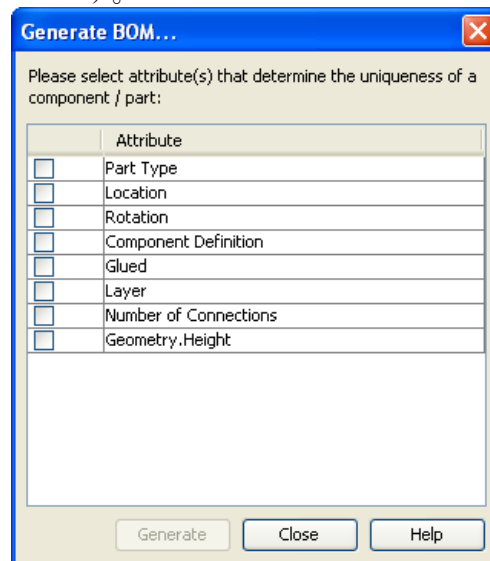 Generate BOM...
Please select attribute(s) that determine the uniqueness of a
component / part:
Attribute
Part Type
Location
Rotation
Component Definition
Glued
Layer
Number of Connections
Geometry.Height
Generate Close Help